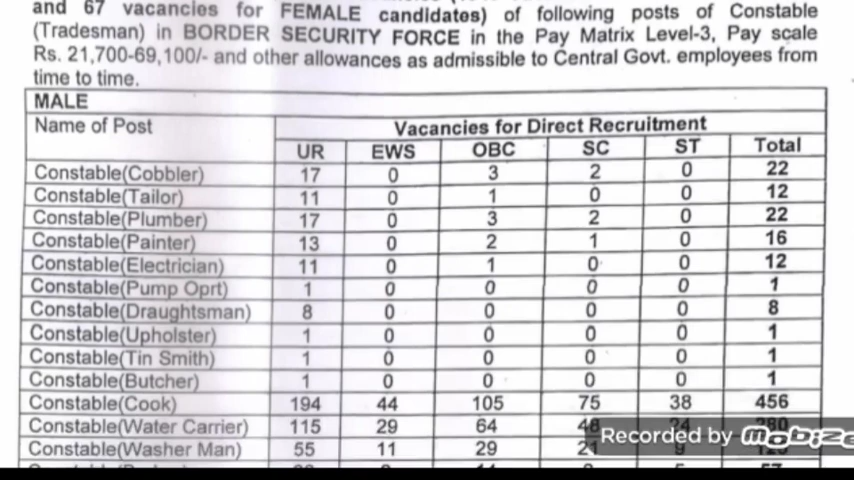 and 67 vacancies for FEMALE candidates) of following posts of Constable
(Tradesman) in BORDER SECURITY FORCE in the Pay Matrix Level-3, Pay scale
Rs. 21,700-69,100/- and other allowances as admissible to Central Govt. employees from
time to time.
MALE
Name of Post Vacancies for Direct Recruitment
UR EWS OBC SC ST Total
Constable(Cobbler) 17 0 3 2 0 22
Constable(Tailor) 11 0 1 0 0 12
Constable(Plumber) 17 0 3 2 0 22
Constable(Painter) 13 0 2 1 0 16
Constable(Electrician) 11 0 1 0 0 12
Constable(Pump Oprt) 1 0 0 0 0 1
Constable(Draughtsman) 8 0 0 0 0 8
Constable(Upholster) 1 0 0 0 0 1
Constable(Tin Smith) 1 0 0 0 0 1
Constable(Butcher) 1 0 0 0 0 1
Constable(Cook) 194 44 105 75 38 456
Constable(Water Carrier) 115 29 64 48 24 280
Constable(Washer Man) 55 11 29 21 9
Recorded by